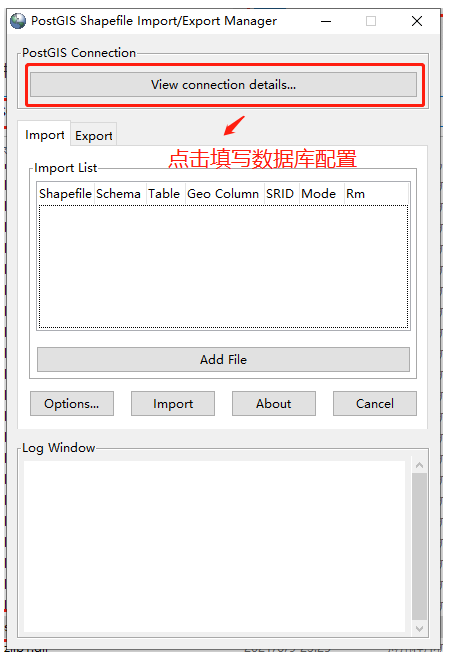 PostGIS Shapefile Import/Export Manager
PostGIS Connection
View connection details...
Import Export
点击填写数据库配置
Import List
Shapefile Schema Table Geo Column SRID Mode Rm
Add File
Options... Import About Cancel
Log Window